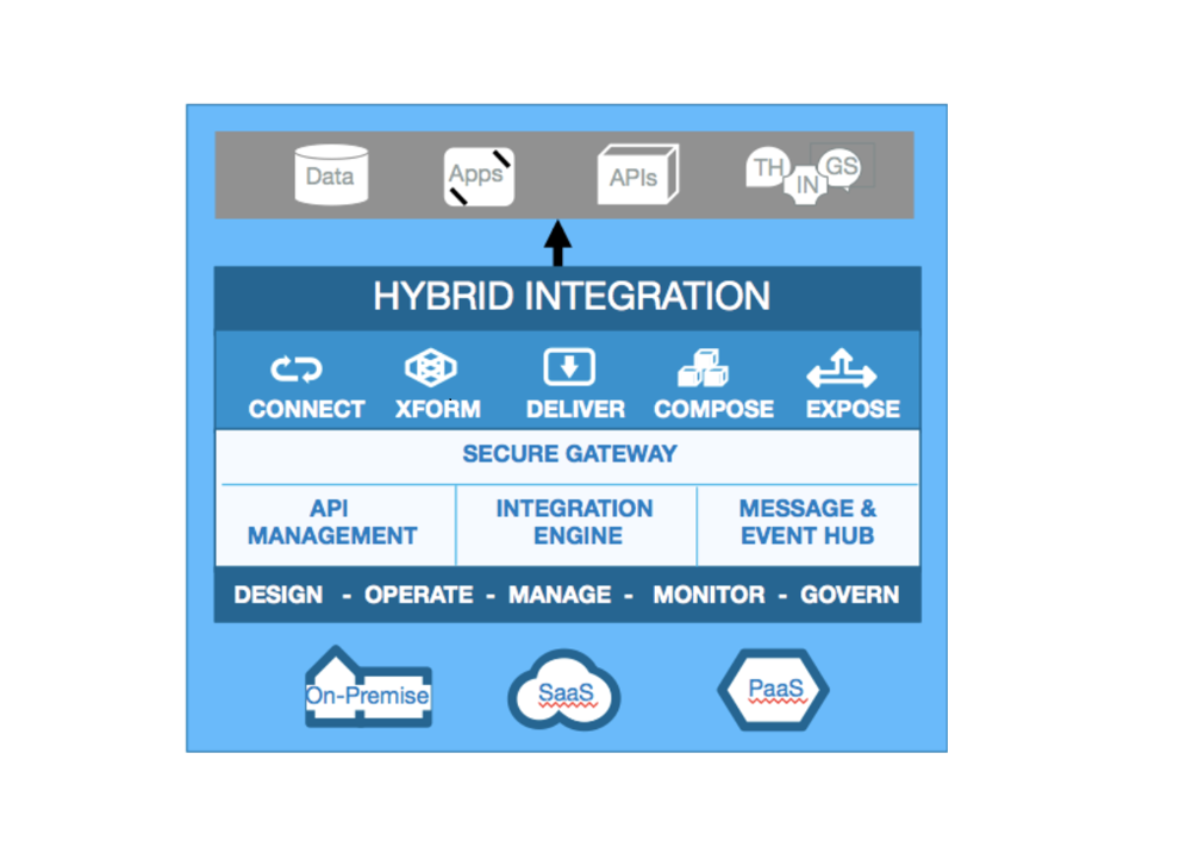 Data
Apps
APIs
TH
IN
GS
HYBRID INTEGRATION
CONNECT XFORM DELIVER COMPOSE EXPOSE
SECURE GATEWAY
API
MANAGEMENT
INTEGRATION
ENGINE
MESSAGE &
EVENT HUB
DESIGN - OPERATE - MANAGE - MONITOR - GOVERN
On-Premise
SaaS
PaaS